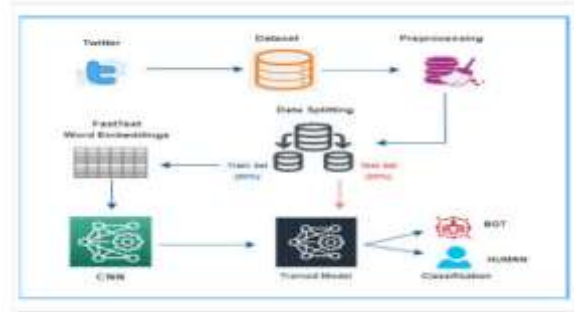 Twitter
Dataset
Preprocessing
Data Splitting
FastText
Word Embeddings
Train Set
Test Set
CNN
Trained Model
BOT
HUMAN
Classification